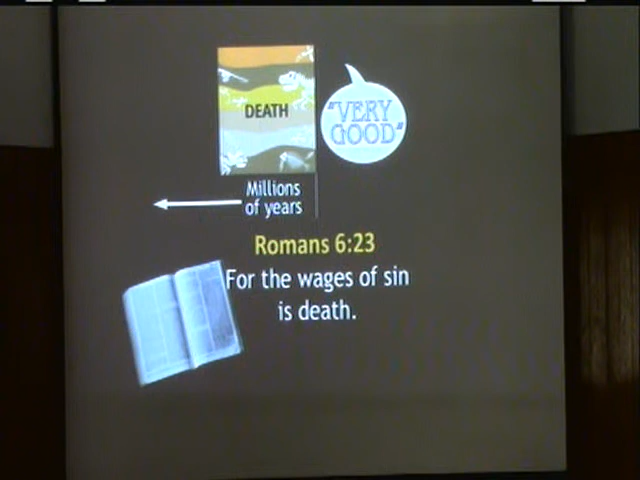 DEATH
"VERY
GOOD"
Millions
of years
Romans 6:23
For the wages of sin
is death.